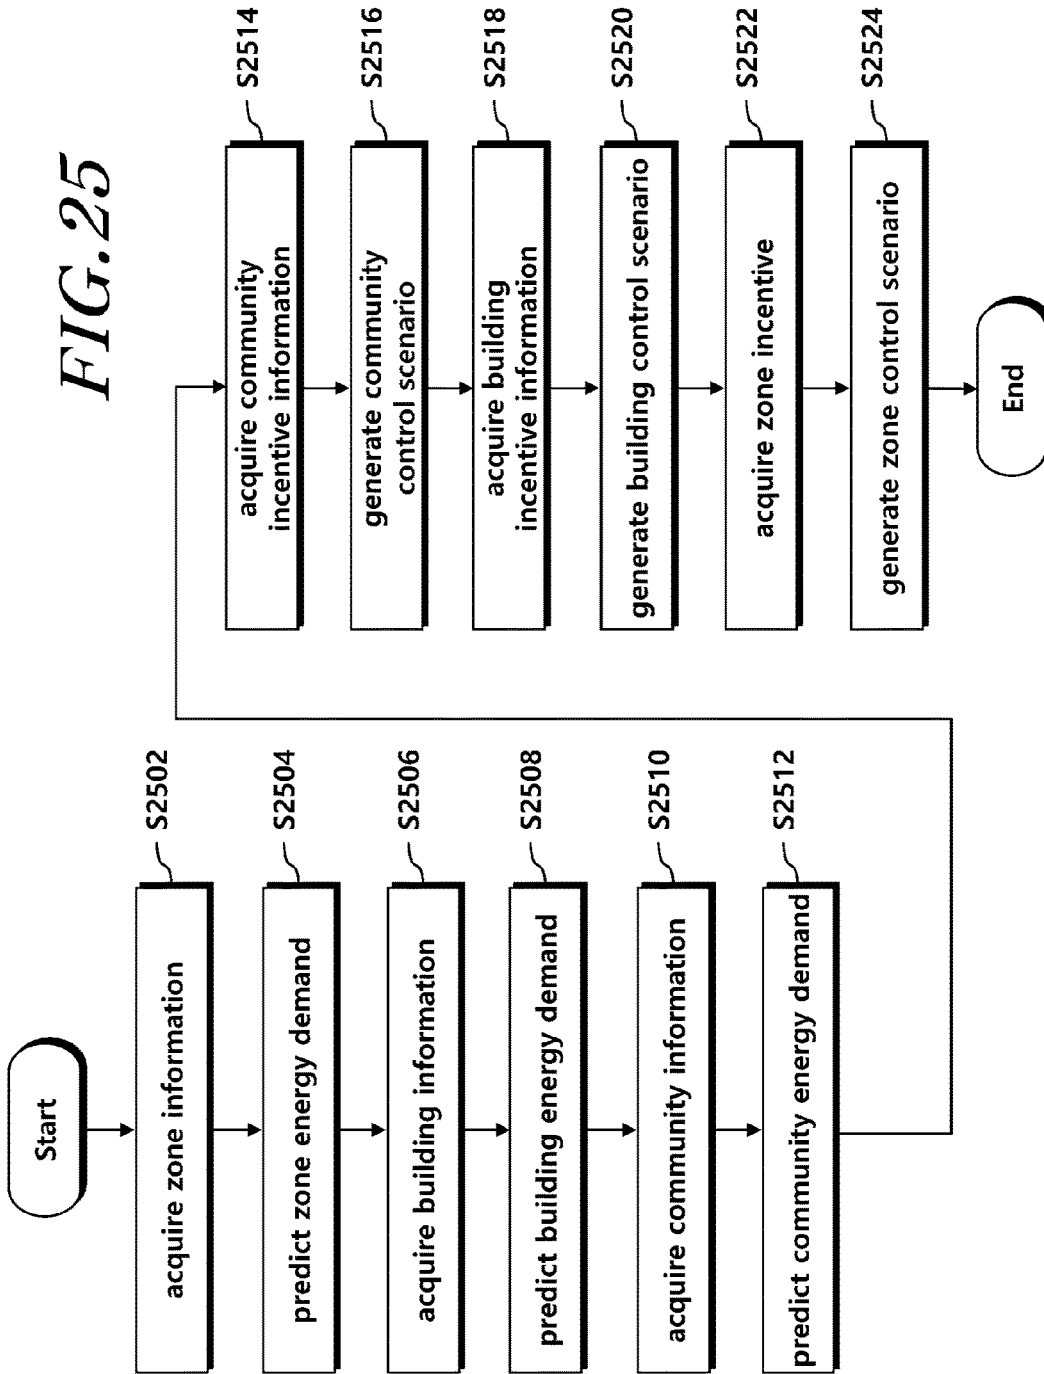 FIG.25
Start
acquire zone information
S2502
predict zone energy demand
S2504
acquire building information
S2506
predict building energy demand
S2508
acquire community information
S2510
predict community energy demand
S2512
acquire community
incentive information
S2514
generate community
control scenario
S2516
acquire building
incentive information
S2518
generate building control scenario
S2520
acquire zone incentive
S2522
generate zone control scenario
S2524
End